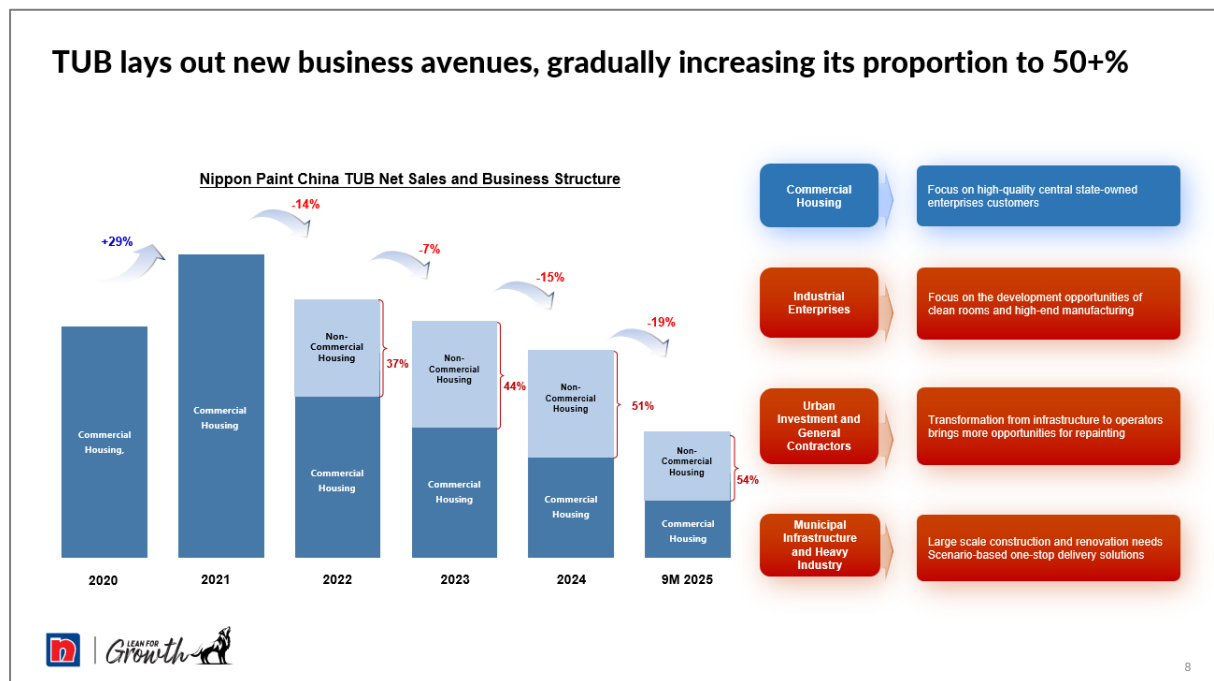 TUB lays out new business avenues, gradually increasing its proportion to 50+%
Nippon Paint China TUB Net Sales and Business Structure
+29%
-14%
-7%
-15%
-19%
Commercial
Housing,
Commercial
Housing
Non-
Commercial
Housing
37%
Commercial
Housing
Non-
Commercial
Housing
44%
Commercial
Housing
Non-
Commercial
Housing
51%
Commercial
Housing
Non-
Commercial
Housing
54%
Commercial
Housing
2020
2021
2022
2023
2024
9M 2025
Commercial
Housing
Focus on high-quality central state-owned
enterprises customers
Industrial
Enterprises
Focus on the development opportunities of
clean rooms and high-end manufacturing
Urban
Investment and
General
Contractors
Transformation from infrastructure to operators
brings more opportunities for repainting
Municipal
Infrastructure
and Heavy
Industry
Large scale construction and renovation needs
Scenario-based one-stop delivery solutions
n
LEAN FOR
Growth
8